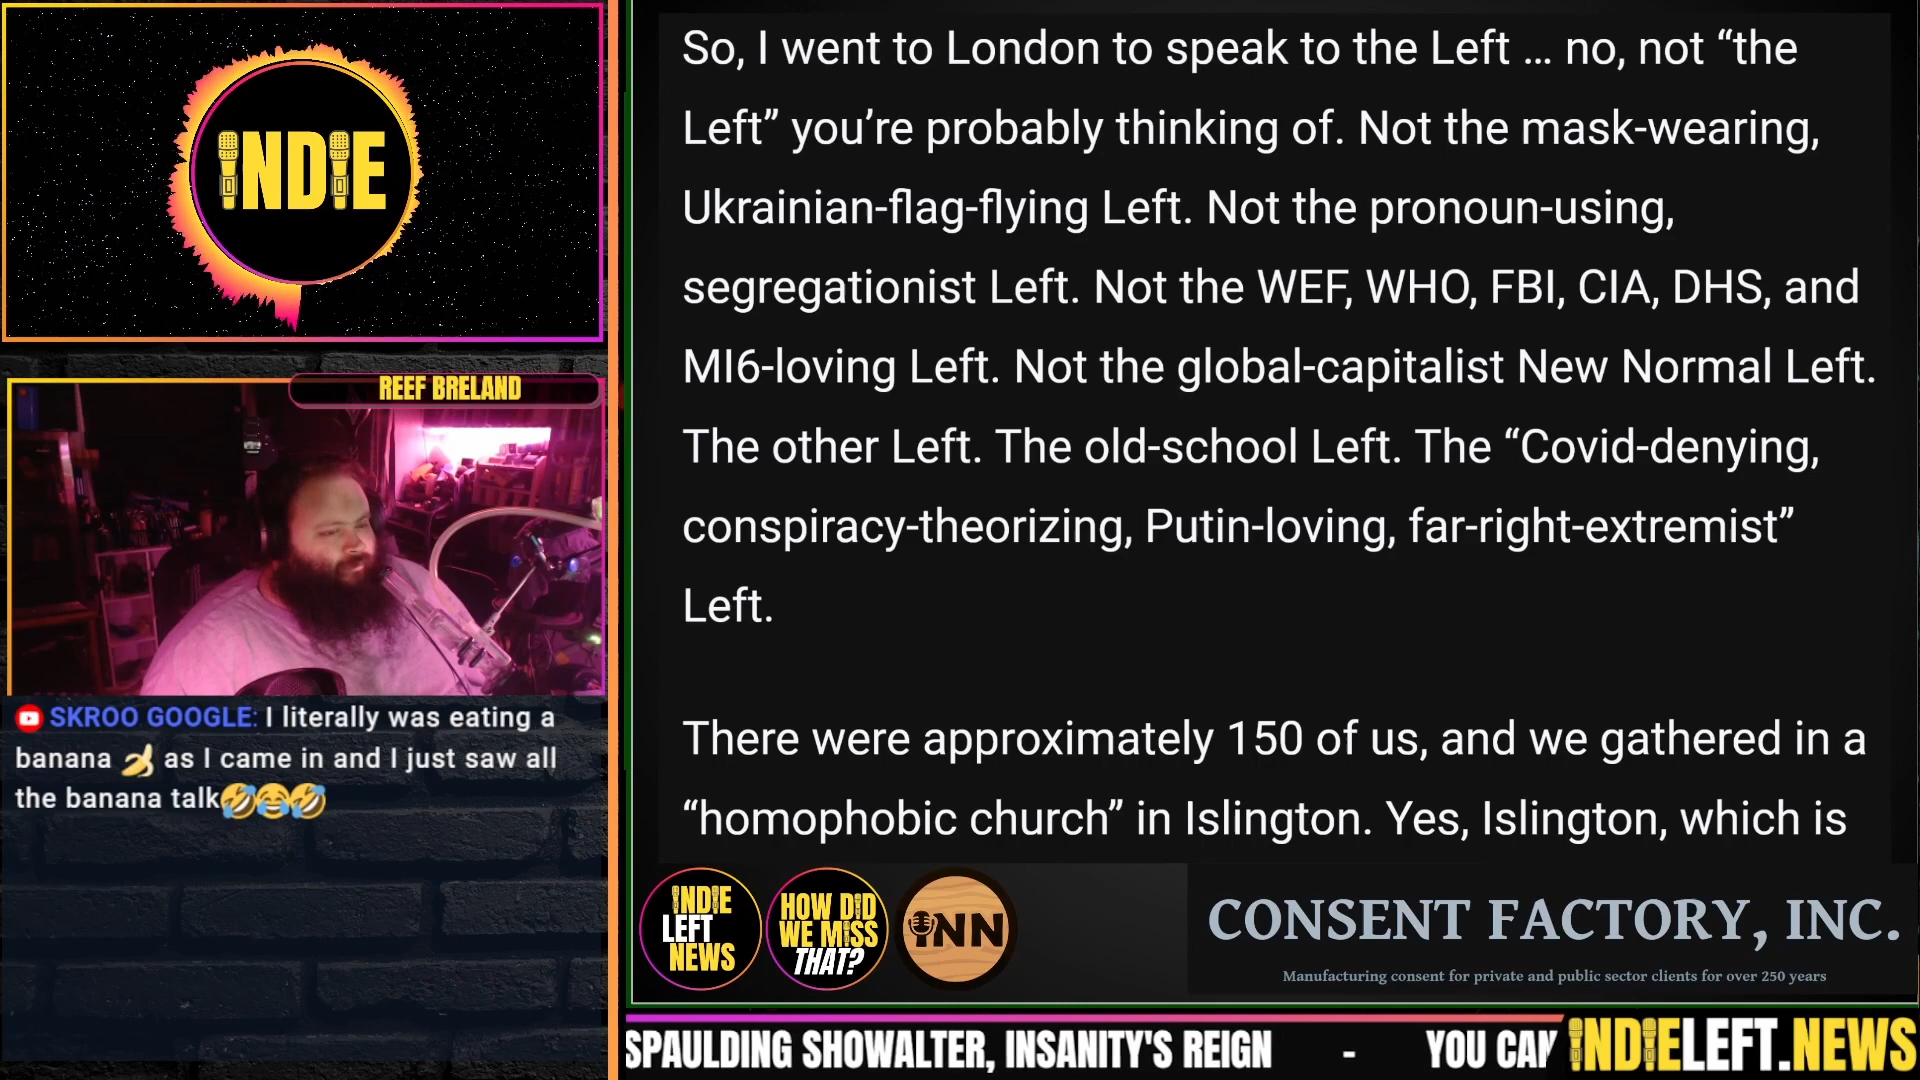 INDIE
REEF BRELAND
SKROO GOOGLE: I literally was eating a
banana 🍌 as I came in and I just saw all
the banana talk🤣😂🤣
So, I went to London to speak to the Left … no, not “the
Left” you’re probably thinking of. Not the mask-wearing,
Ukrainian-flag-flying Left. Not the pronoun-using,
segregationist Left. Not the WEF, WHO, FBI, CIA, DHS, and
MI6-loving Left. Not the global-capitalist New Normal Left.
The other Left. The old-school Left. The “Covid-denying,
conspiracy-theorizing, Putin-loving, far-right-extremist”
Left.
There were approximately 150 of us, and we gathered in a
“homophobic church” in Islington. Yes, Islington, which is
INDIE
LEFT
NEWS
HOW DID
WE MISS
THAT?
INN
CONSENT FACTORY, INC.
Manufacturing consent for private and public sector clients for over 250 years
SPAULDING SHOWALTER, INSANITY'S REIGN - YOU CAN
INDIELEFT.NEWS